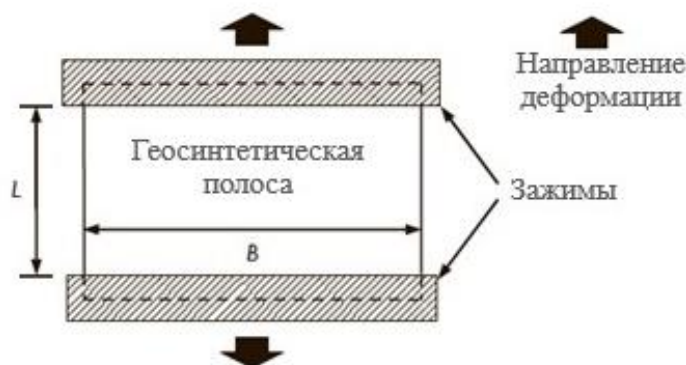 Направление
деформации
Геосинтетическая
полоса
L
Зажимы
B